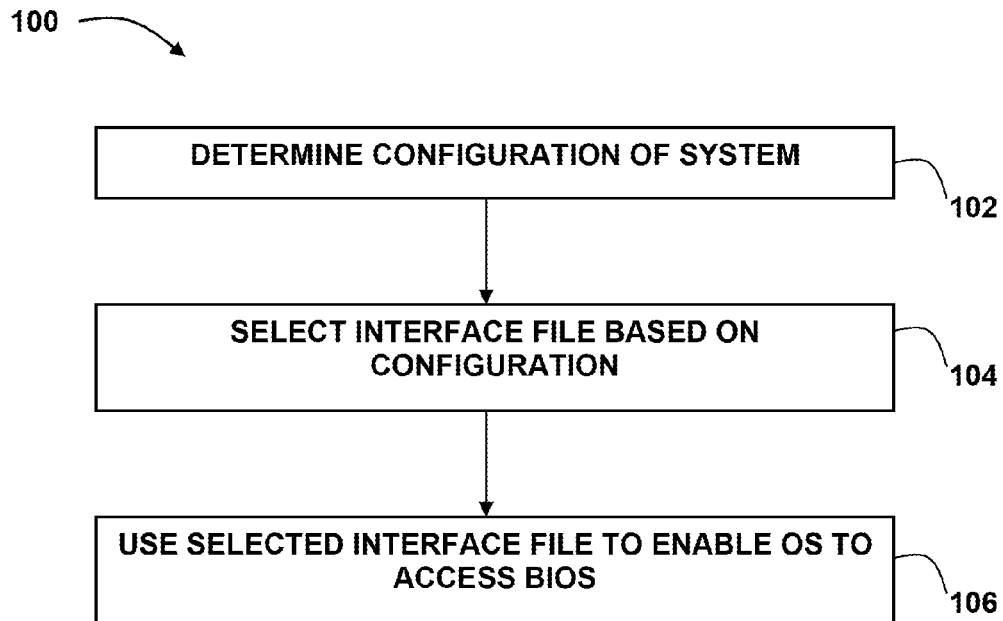 100
DETERMINE CONFIGURATION OF SYSTEM
102
SELECT INTERFACE FILE BASED ON
CONFIGURATION
104
USE SELECTED INTERFACE FILE TO ENABLE OS TO
ACCESS BIOS
106